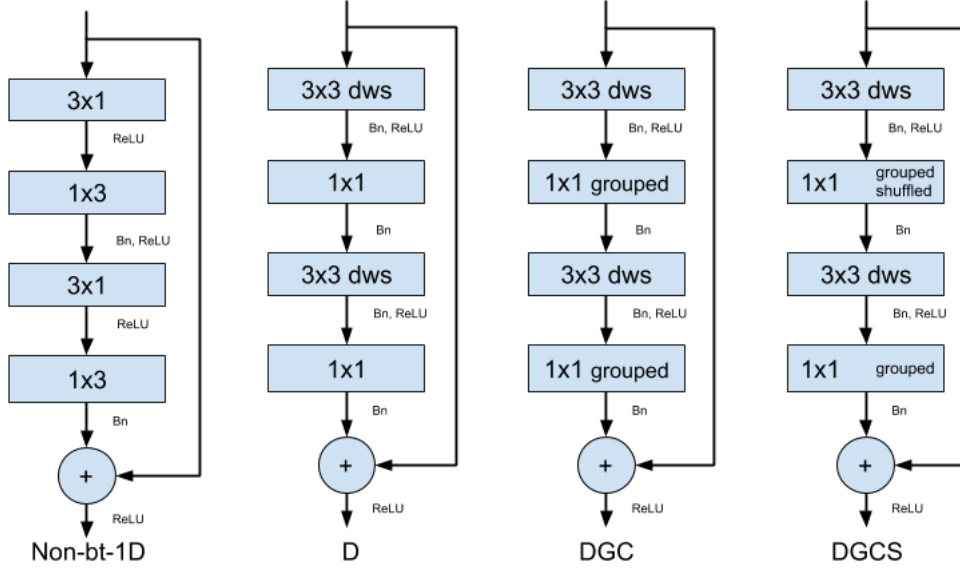 3x1
ReLU
1x3
Bn, ReLU
3x1
ReLU
1x3
Bn
+
ReLU
Non-bt-1D
3x3 dws
Bn, ReLU
1x1
Bn
3x3 dws
Bn, ReLU
1x1
Bn
+
ReLU
D
3x3 dws
Bn, ReLU
1x1 grouped
Bn
3x3 dws
Bn, ReLU
1x1 grouped
Bn
+
ReLU
DGC
3x3 dws
Bn, ReLU
1x1 grouped
shuffled
Bn
3x3 dws
Bn, ReLU
1x1 grouped
Bn
+
ReLU
DGCS